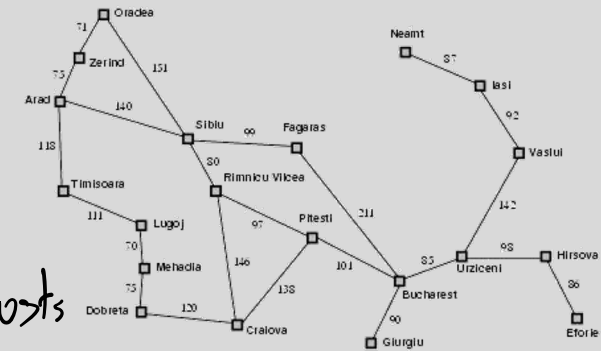 Oradea
71
Neamt
Zerind
87
75
151
Iasi
Arad
140
92
Sibiu
Fagaras
99
118
Vaslui
80
Timisoara
Rimnicu Vilcea
111
Lugoj
97
Pitesti
211
142
70
98
Hirsova
Mehadia
146
101
85
Urziceni
75
138
86
Bucharest
Dobreta
120
90
Craiova
Eforie
Giurgiu